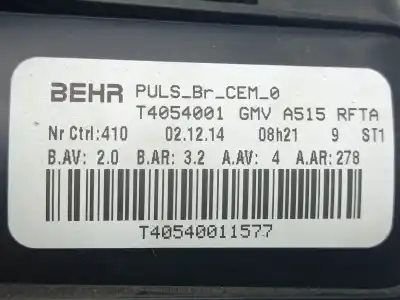 BEHR PULS_Br_CEM_0
T4054001 GMV A515 RFTA
Nr Ctrl:410 02.12.14 08h21 9 ST1
B.AV: 2.0 B.AR: 3.2 A.AV: 4 A.AR: 278
T40540011577